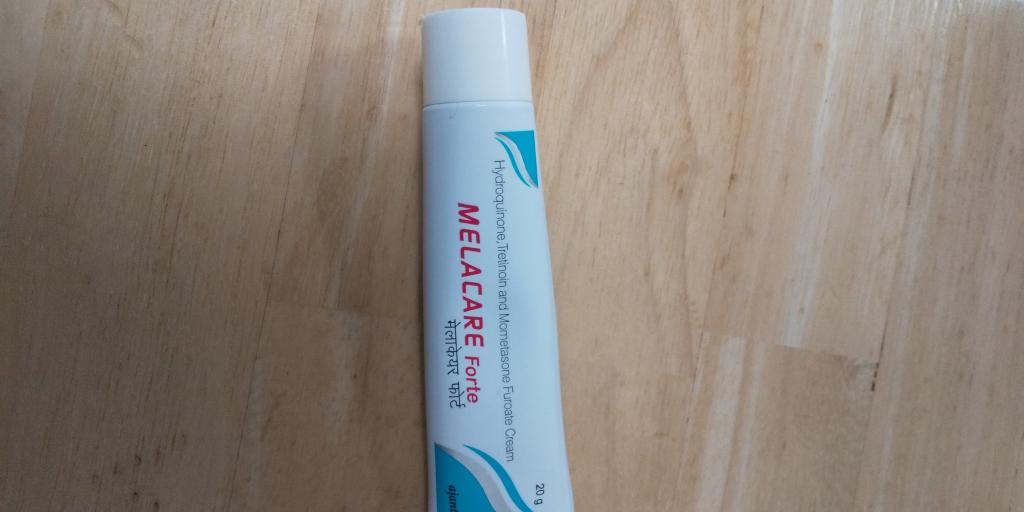 Hydroquinone, Tretinoin and Mometasone Furoate Cream
MELACARE Forte
मेलाकेयर फोर्ट
20 g